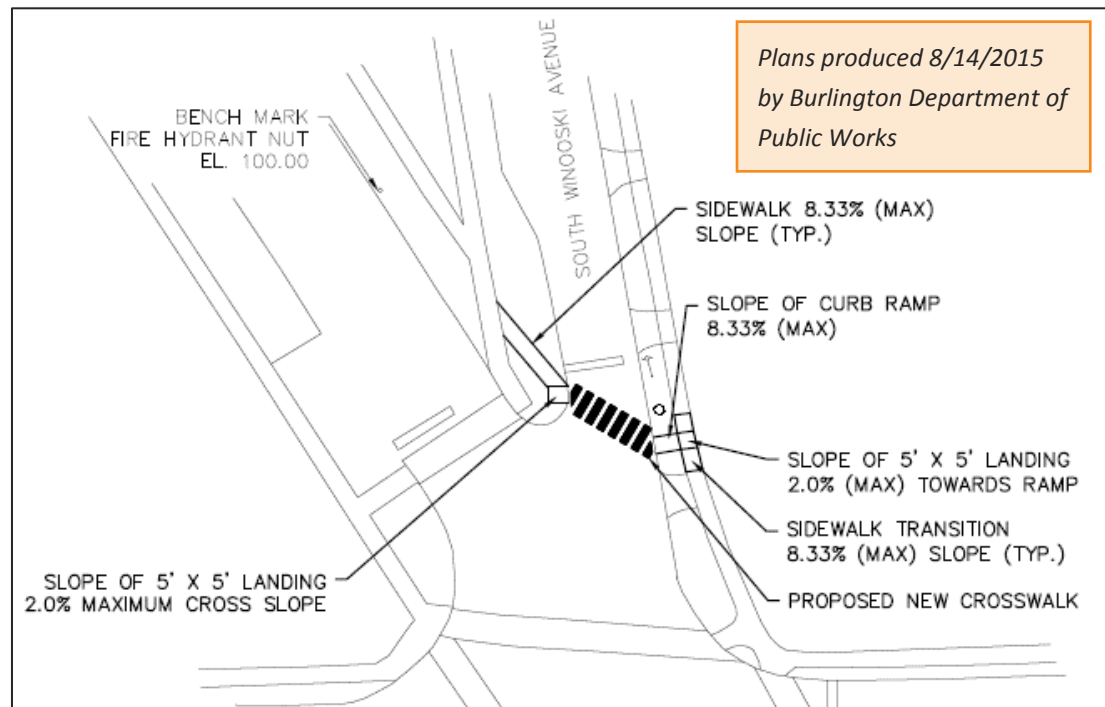 Plans produced 8/14/2015
by Burlington Department of
Public Works
BENCH MARK
FIRE HYDRANT NUT
EL. 100.00
SOUTH WINOOSKI AVENUE
SIDEWALK 8.33% (MAX)
SLOPE (TYP.)
SLOPE OF CURB RAMP
8.33% (MAX)
SLOPE OF 5' X 5' LANDING
2.0% (MAX) TOWARDS RAMP
SIDEWALK TRANSITION
8.33% (MAX) SLOPE (TYP.)
PROPOSED NEW CROSSWALK
SLOPE OF 5' X 5' LANDING
2.0% MAXIMUM CROSS SLOPE